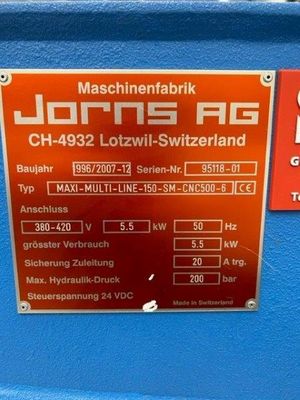 Maschinenfabrik
Jorns AG
CH-4932 Lotzwil-Switzerland
Baujahr 1996/2007-12 Serien-Nr. 95118-01
Typ MAXI-MULTI-LINE-150-SM-CNC500-6 CE
Anschluss
380-420 V 5.5 kW 50 Hz
grösster Verbrauch 5.5 kW
Sicherung Zuleitung 20 A trg.
Max. Hydraulik-Druck 200 bar
Steuerspannung 24 VDC
Made in Switzerland